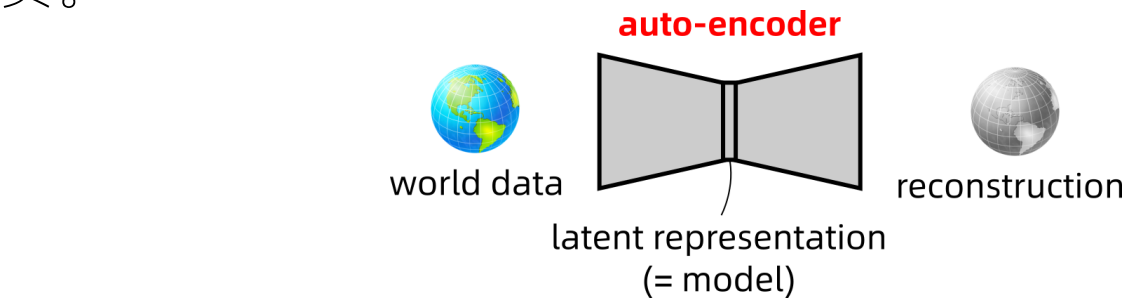 auto-encoder
world data
reconstruction
latent representation
(= model)